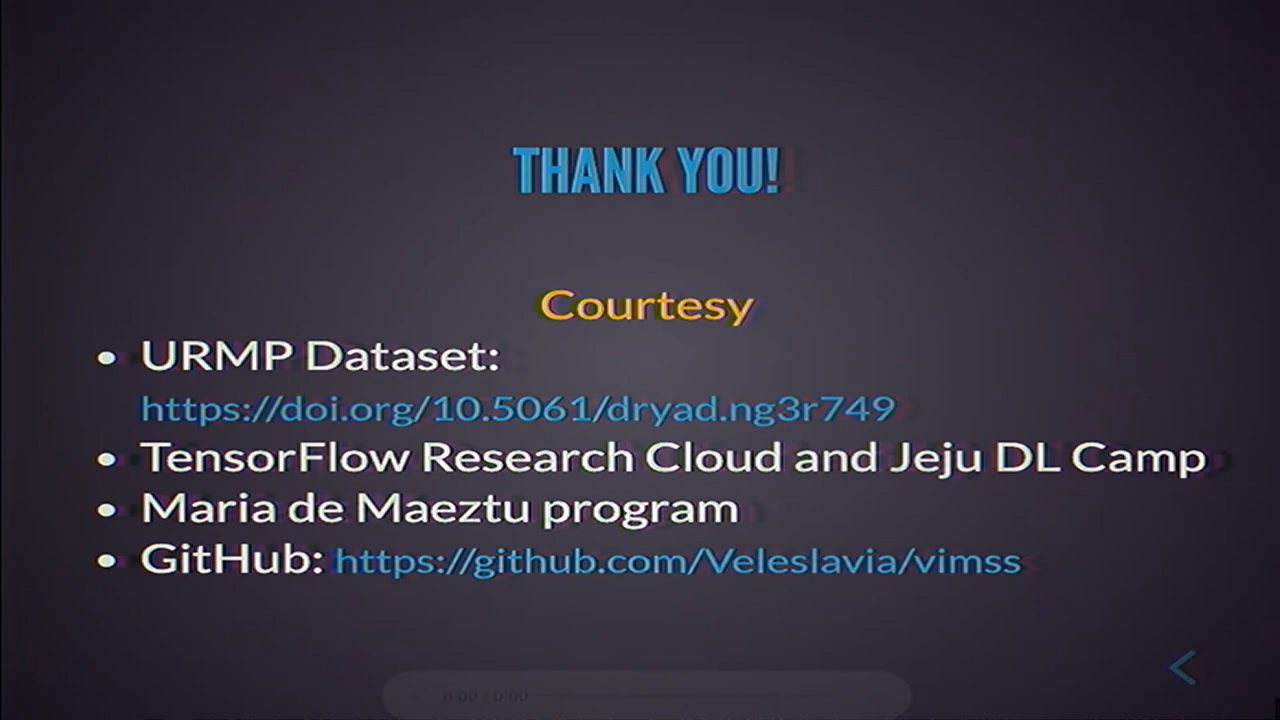 THANK YOU!
Courtesy
• URMP Dataset:
https://doi.org/10.5061/dryad.ng3r749
• TensorFlow Research Cloud and Jeju DL Camp
• Maria de Maeztu program
• GitHub: https://github.com/Veleslavia/vimss
0:00 / 0:00